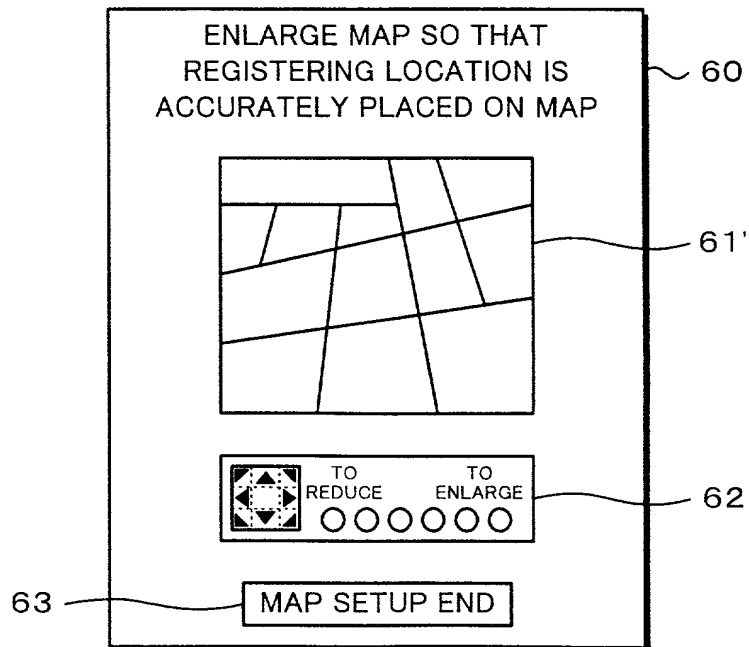 ENLARGE MAP SO THAT
REGISTERING LOCATION IS
ACCURATELY PLACED ON MAP
60
61'
TO REDUCE
TO ENLARGE
62
63
MAP SETUP END